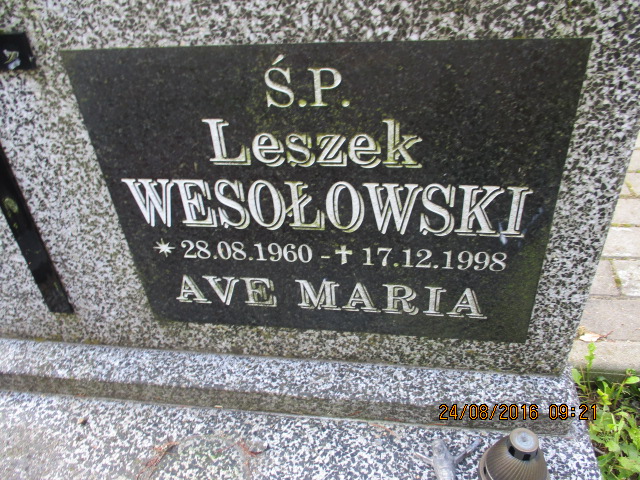 Ś.P.
Leszek
WESOŁOWSKI
* 28.08.1960 - † 17.12.1998
AVE MARIA
24/08/2016 09:21